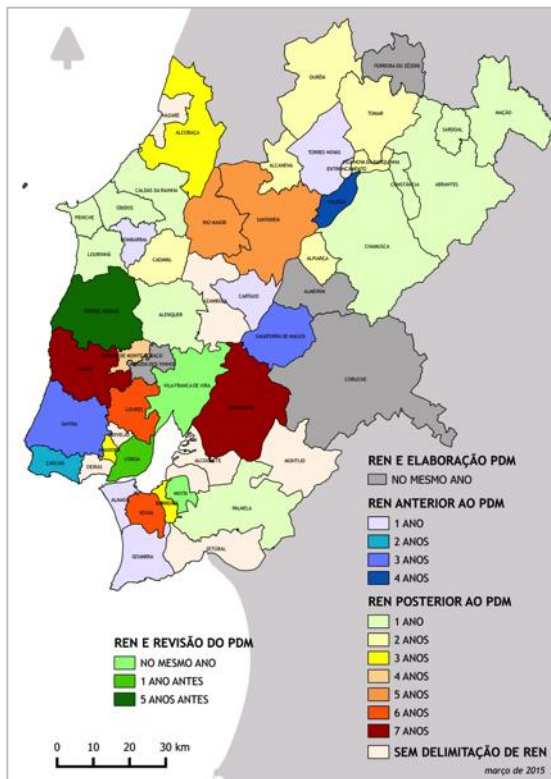 FERREIRA DO ZÊZERE
OURÉM
MAÇÃO
TOMAR
SARDOAL
NAZARÉ
ALCOBAÇA
TORRES NOVAS
ALCANENA
VILA NOVA DA BARQUINHA
ENTRONCAMENTO
CONSTÂNCIA
ABRANTES
CALDAS DA RAINHA
ÓBIDOS
PENICHE
RIO MAIOR
SANTARÉM
CHAMUSCA
BOMBARRAL
LOURINHÃ
CADAVAL
ALPIARÇA
ALMEIRIM
AZAMBUJA
CARTAXO
TORRES VEDRAS
ALENQUER
SALVATERRA DE MAGOS
CORUCHE
VILA FRANCA DE XIRA
LOURES
SINTRA
CASCAIS
OEIRAS
LISBOA
ALCOCHETE
MONTIJO
ALMADA
SEIXAL
MOITA
PALMELA
SESIMBRA
SETÚBAL
REN E ELABORAÇÃO PDM
NO MESMO ANO
REN ANTERIOR AO PDM
1 ANO
2 ANOS
3 ANOS
4 ANOS
REN POSTERIOR AO PDM
1 ANO
2 ANOS
3 ANOS
4 ANOS
5 ANOS
6 ANOS
7 ANOS
SEM DELIMITAÇÃO DE REN
REN E REVISÃO DO PDM
NO MESMO ANO
1 ANO ANTES
5 ANOS ANTES
0 10 20 30 km
março de 2015